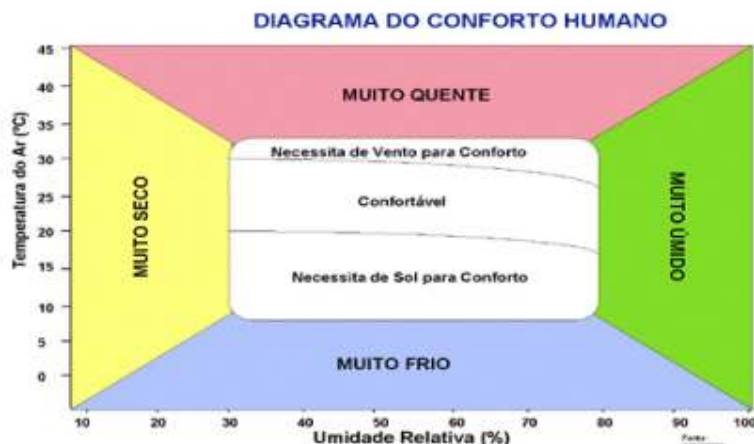 DIAGRAMA DO CONFORTO HUMANO
Temperatura do Ar (ºC)
45
40
35
30
25
20
15
10
5
0
MUITO QUENTE
Necessita de Vento para Conforto
Confortável
Necessita de Sol para Conforto
MUITO SECO
MUITO ÚMIDO
MUITO FRIO
10 20 30 40 50 60 70 80 90 100
Umidade Relativa (%)
Fonte: